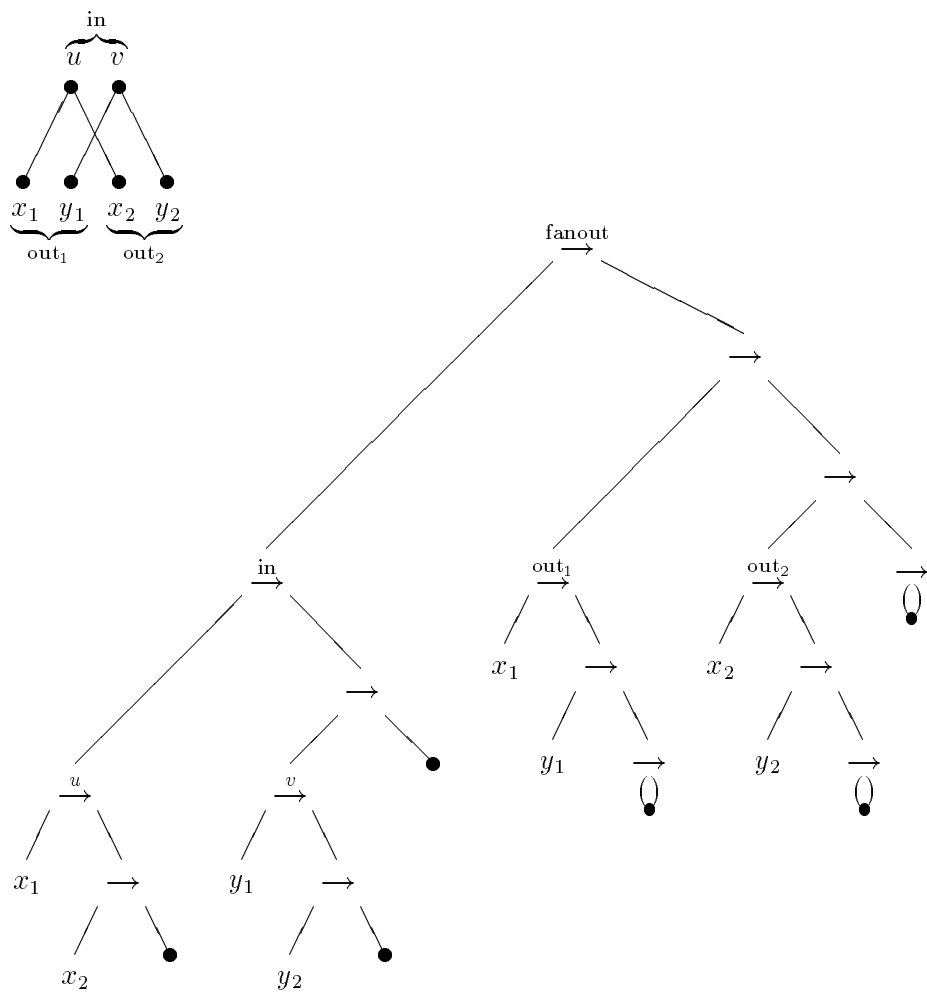 in
u v
x₁ y₁ x₂ y₂
out₁ out₂
fanout
→
→
→
in out₁ out₂
→ → → →
x₁ → x₂ →
→
y₁ → y₂ →
u v
→ →
x₁ → y₁ →
x₂ y₂